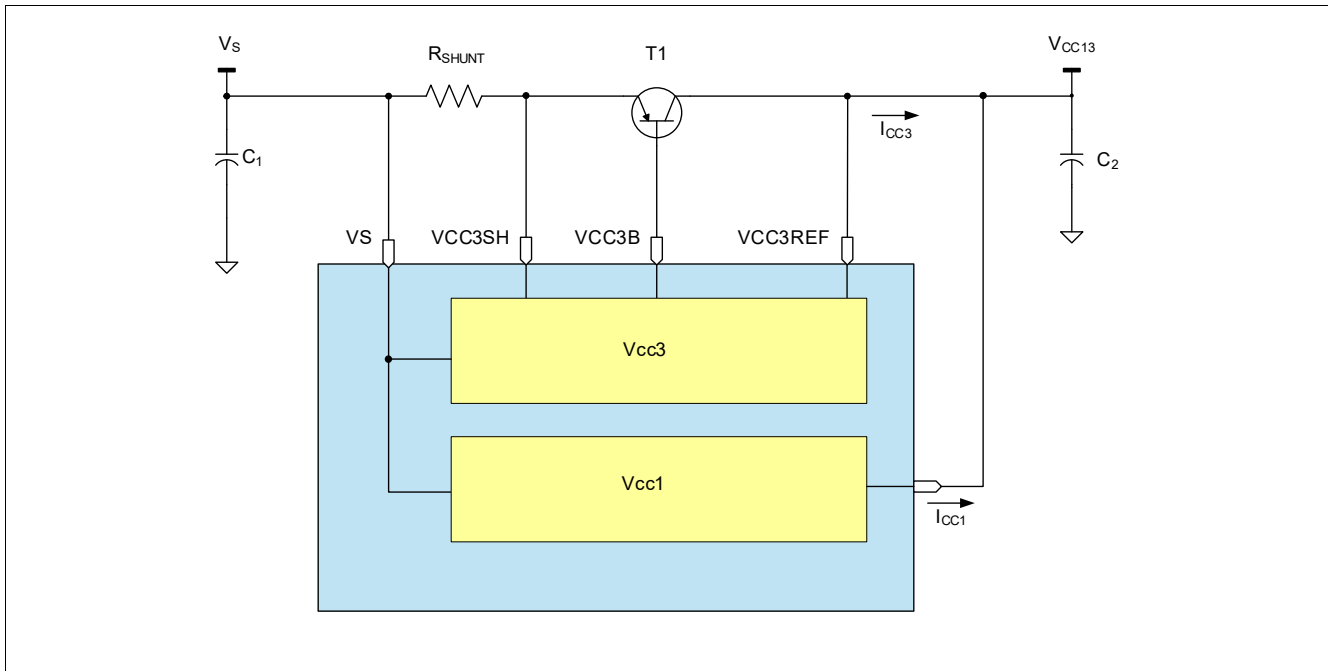 V_S
R_SHUNT
T1
V_CC13
I_CC3
C_1
C_2
VS
VCC3SH
VCC3B
VCC3REF
Vcc3
Vcc1
I_CC1